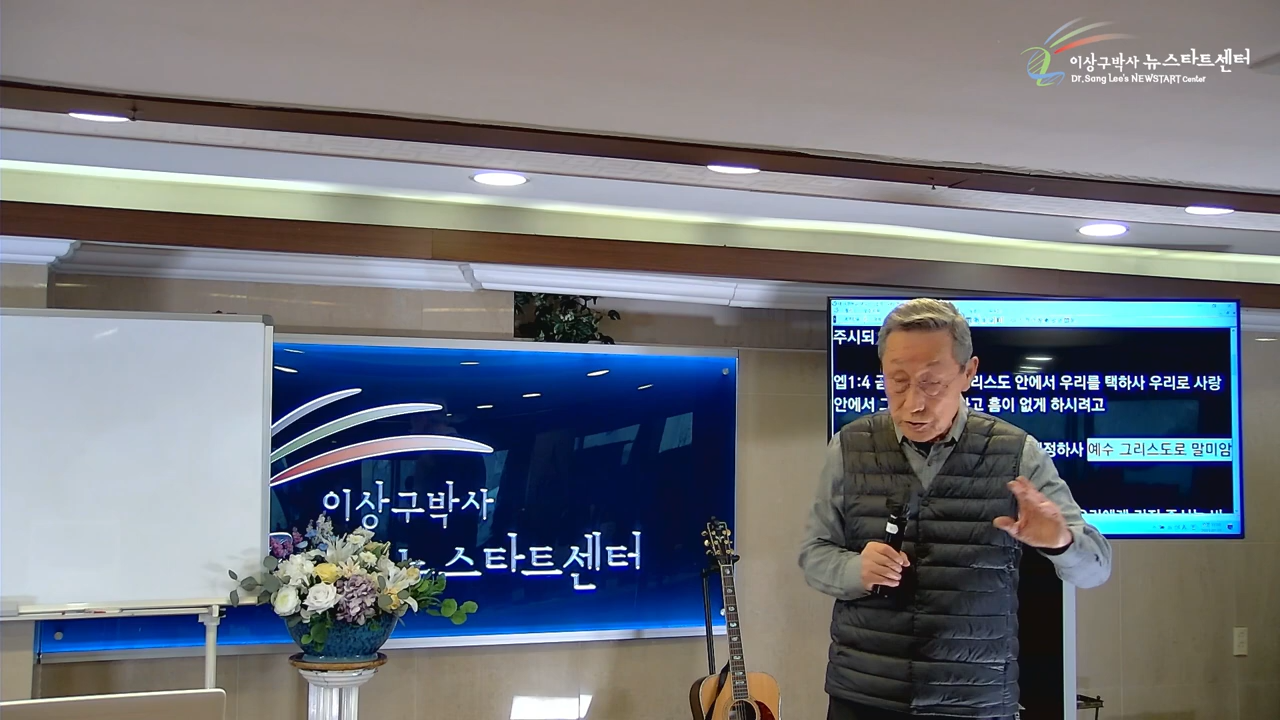 이상구박사 뉴스타트센터
Dr. Sang Lee's NEWSTART Center
주시되
엡1:4 리스도 안에서 우리를 택하사 우리로 사랑
안에서 하고 흠이 없게 하시려고
예정하사 예수 그리스도로 말미암
이상구박사
뉴스타트센터